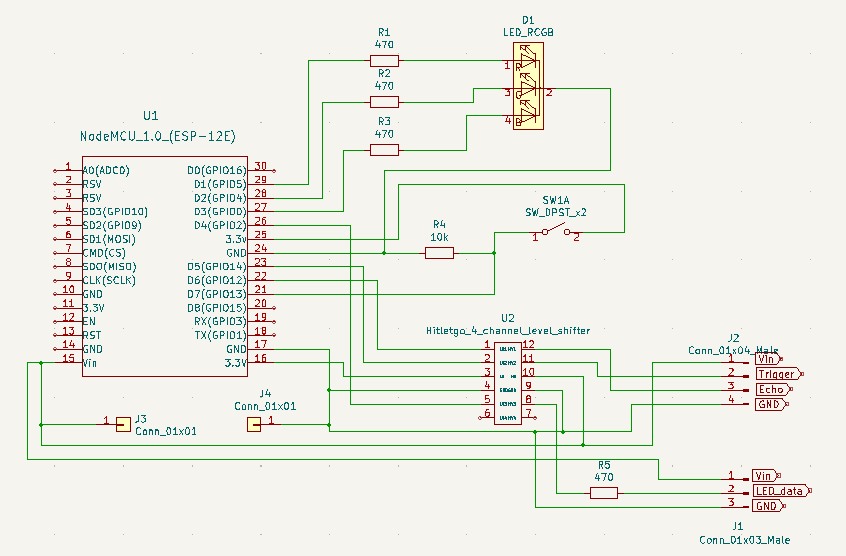 D1
LED_RCGB
R1
470
R2
470
R3
470
1
R
3
G
2
4
B
U1
NodeMCU_1.0_(ESP-12E)
1 A0(ADC0) D0(GPIO16) 30
2 RSV D1(GPIO5) 29
3 RSV D2(GPIO4) 28
4 SD3(GPIO10) D3(GPIO0) 27
5 SD2(GPIO9) D4(GPIO2) 26
6 SD1(MOSI) 3.3v 25
7 CMD(CS) GND 24
8 SDO(MISO) D5(GPIO14) 23
9 CLK(SCLK) D6(GPIO12) 22
10 GND D7(GPIO13) 21
11 3.3V D8(GPIO15) 20
12 EN RX(GPIO3) 19
13 RST TX(GPIO1) 18
14 GND GND 17
15 Vin 3.3V 16
SW1A
SW_DPST_x2
1 2
R4
10k
U2
Hitletgo_4_channel_level_shifter
1 12
2 11
3 10
4 9
5 8
6 7
J2
Conn_01x04_Male
1 Vin
2 Trigger
3 Echo
4 GND
J4
Conn_01x01
1
1
J3
Conn_01x01
R5
470
1 Vin
2 LED_data
3 GND
J1
Conn_01x03_Male